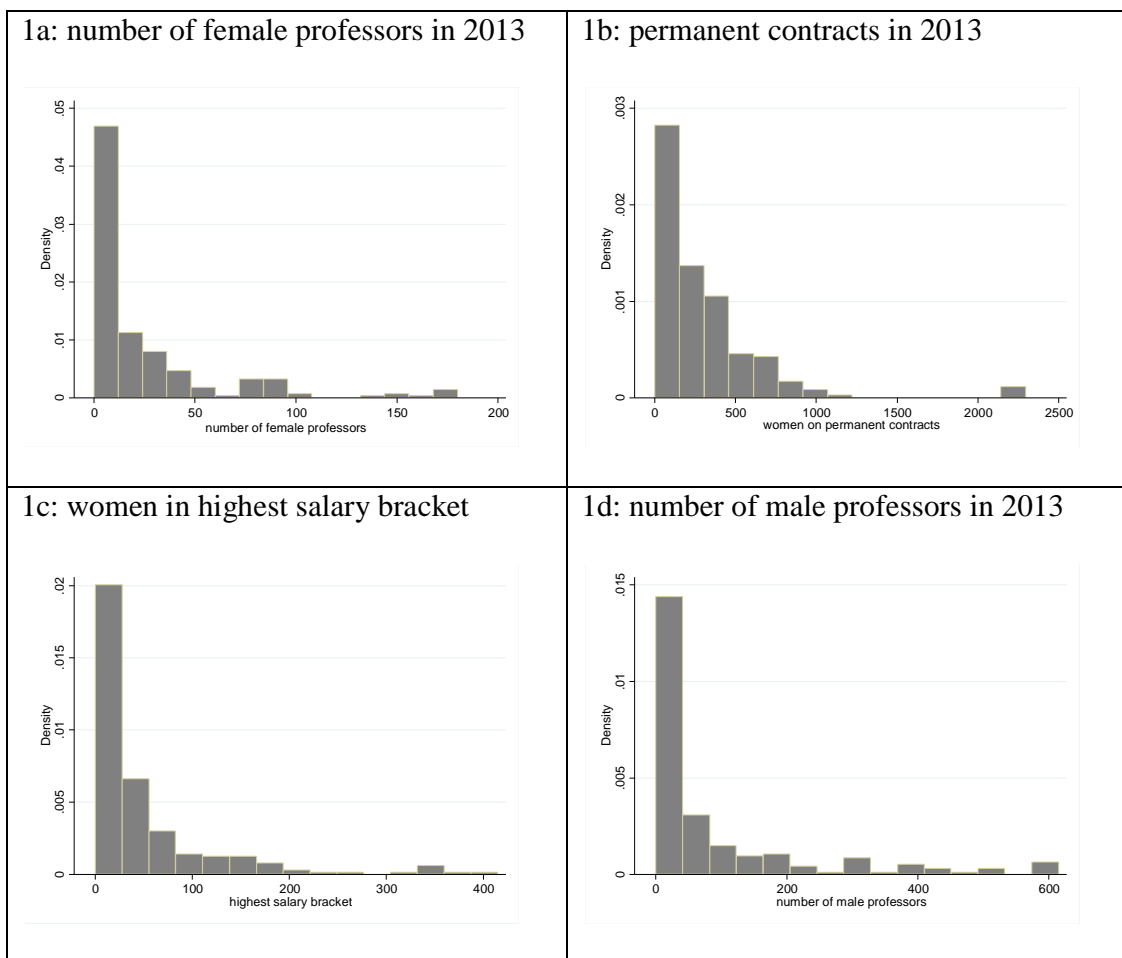 1a: number of female professors in 2013
.05
.04
.03
.02
.01
0
Density
0 50 100 150 200
number of female professors
1b: permanent contracts in 2013
.003
.002
.001
0
Density
0 500 1000 1500 2000 2500
women on permanent contracts
1c: women in highest salary bracket
.02
.015
.01
.005
0
Density
0 100 200 300 400
highest salary bracket
1d: number of male professors in 2013
.015
.01
.005
0
Density
0 200 400 600
number of male professors